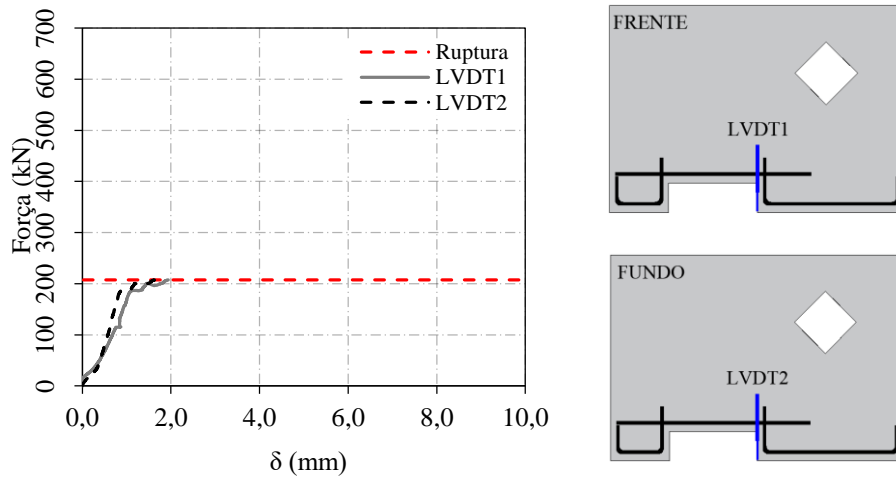 700
600
500
400
300
200
100
0
Força (kN)
Ruptura
LVDT1
LVDT2
0,0
2,0
4,0
6,0
8,0
10,0
δ (mm)
FRENTE
LVDT1
FUNDO
LVDT2